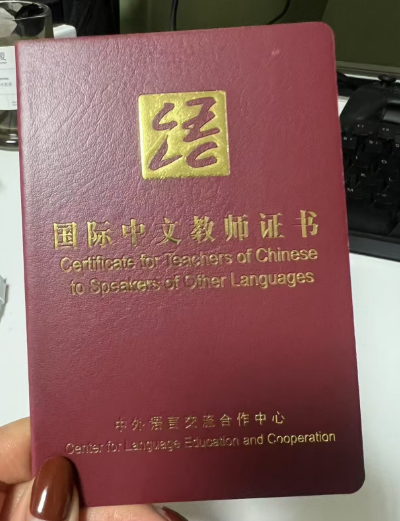 国际中文教师证书
Certificate for Teachers of Chinese
to Speakers of Other Languages
中外语言交流合作中心
Center for Language Education and Cooperation